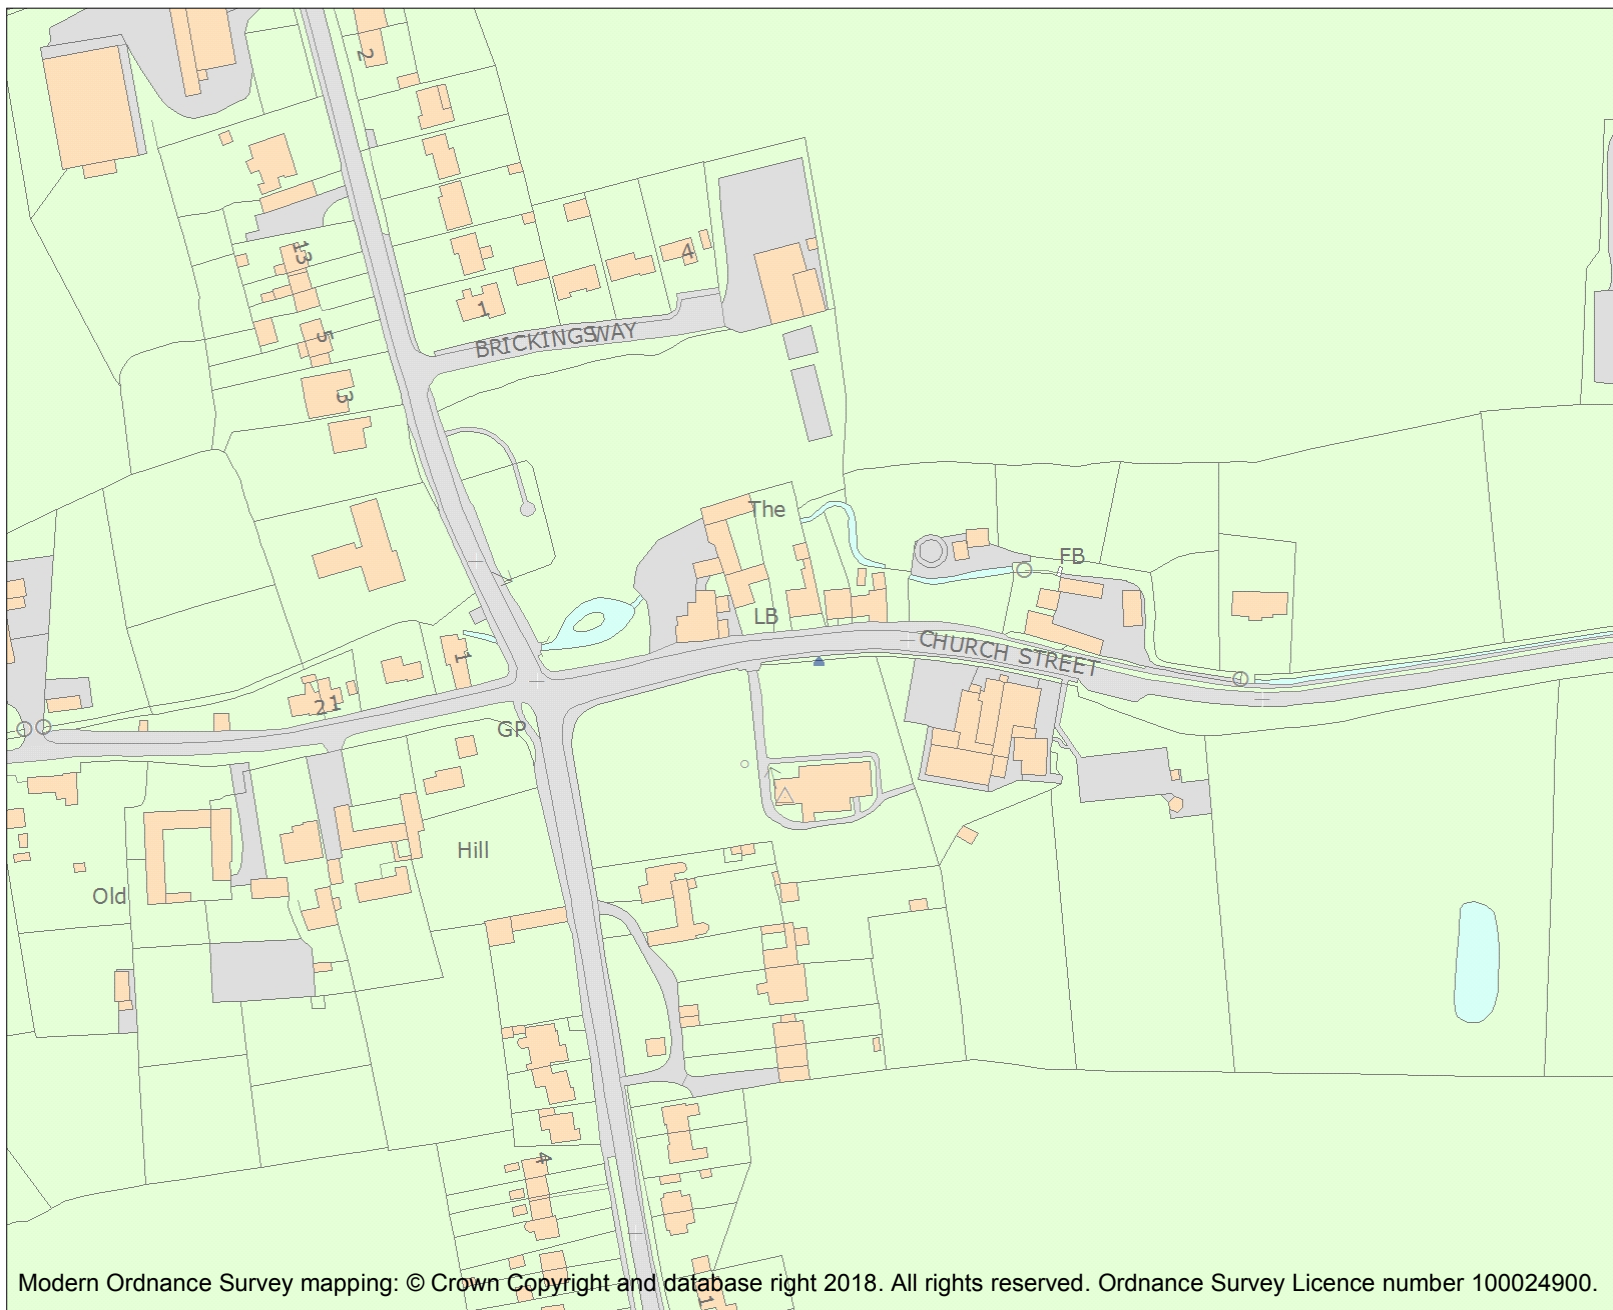 2
13
4
1
5
BRICKINGSWAY
3
The
FB
LB
CHURCH STREET
1
21
GP
Hill
Old
4
11
Modern Ordnance Survey mapping: © Crown Copyright and database right 2018. All rights reserved. Ordnance Survey Licence number 100024900.